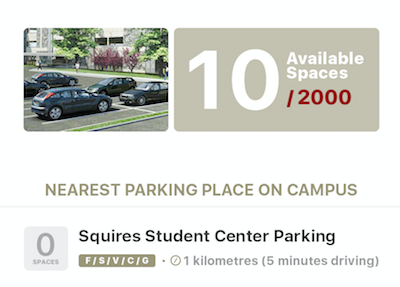 10 Available
Spaces
/ 2000
NEAREST PARKING PLACE ON CAMPUS
0
SPACES
Squires Student Center Parking
F/S/V/C/G • 1 kilometres (5 minutes driving)